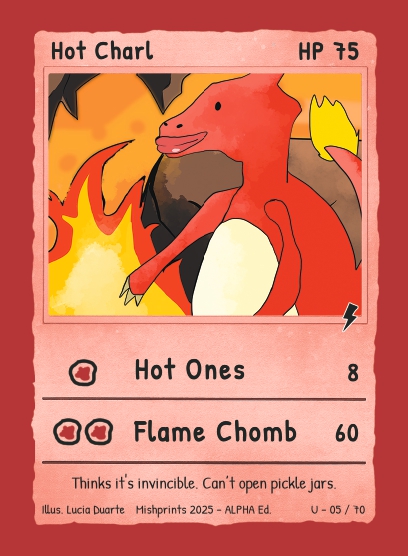 Hot Charl HP 75
Hot Ones 8
Flame Chomb 60
Thinks it's invincible. Can't open pickle jars.
Illus. Lucia Duarte Mishprints 2025 - ALPHA Ed. U - 05 / 70